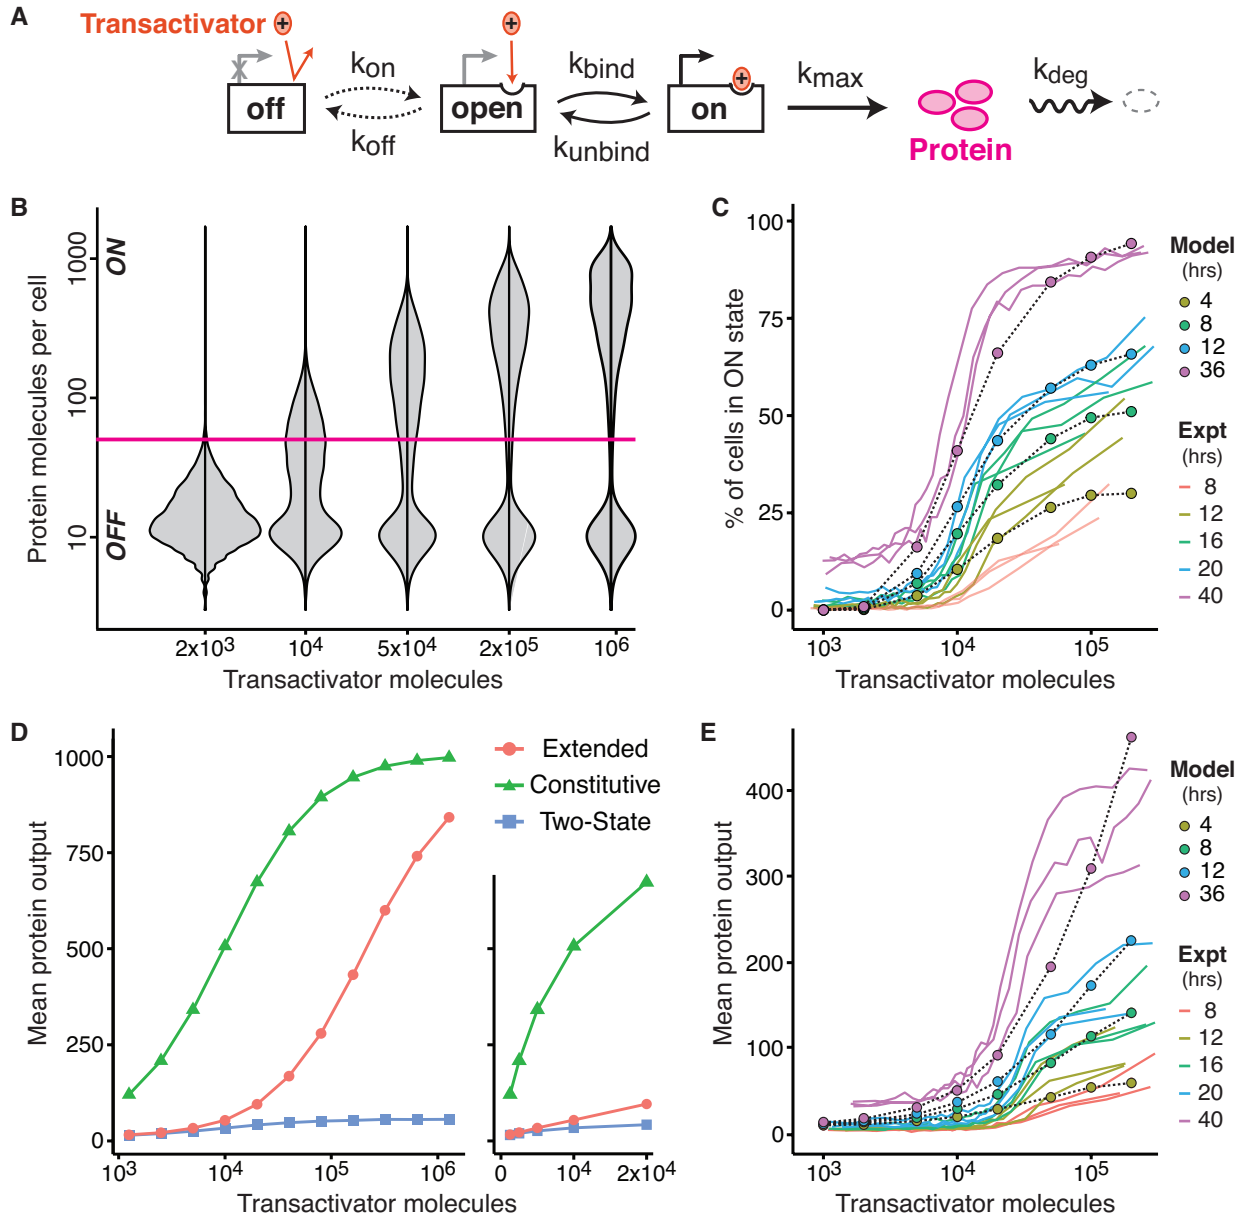 A
Transactivator +
+
kon
koff
off
open
kbind
kunbind
on
+
kmax
Protein
kdeg
B
Protein molecules per cell
ON
OFF
1000
100
10
2x10³
10⁴
5x10⁴
2x10⁵
10⁶
Transactivator molecules
C
% of cells in ON state
100
75
50
25
0
10³
10⁴
10⁵
Transactivator molecules
Model
(hrs)
4
8
12
36
Expt
(hrs)
8
12
16
20
40
D
Mean protein output
1000
750
500
250
0
10³
10⁴
10⁵
10⁶
0
10⁴
2x10⁴
Transactivator molecules
Extended
Constitutive
Two-State
E
Mean protein output
400
300
200
100
0
10³
10⁴
10⁵
Transactivator molecules
Model
(hrs)
4
8
12
36
Expt
(hrs)
8
12
16
20
40